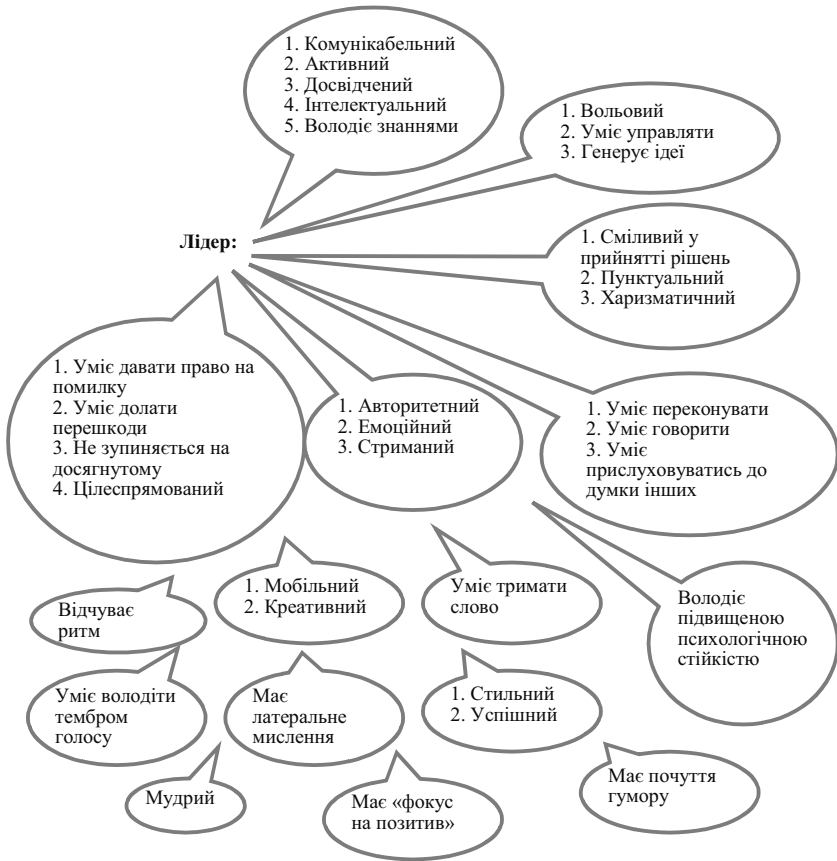 1. Комунікабельний
2. Активний
3. Досвідчений
4. Інтелектуальний
5. Володіє знаннями
1. Вольовий
2. Уміє управляти
3. Генерує ідеї
Лідер:
1. Сміливий у
прийнятті рішень
2. Пунктуальний
3. Харизматичний
1. Уміє давати право на
помилку
2. Уміє долати
перешкоди
3. Не зупиняється на
досягнутому
4. Цілеспрямований
1. Авторитетний
2. Емоційний
3. Стриманий
1. Уміє переконувати
2. Уміє говорити
3. Уміє
прислуховуватись до
думки інших
Відчуває
ритм
1. Мобільний
2. Креативний
Уміє тримати
слово
Володіє
підвищеною
психологічною
стійкістю
Уміє володіти
тембром
голосу
Має
латеральне
мислення
1. Стильний
2. Успішний
Мудрий
Має «фокус
на позитив»
Має почуття
гумору